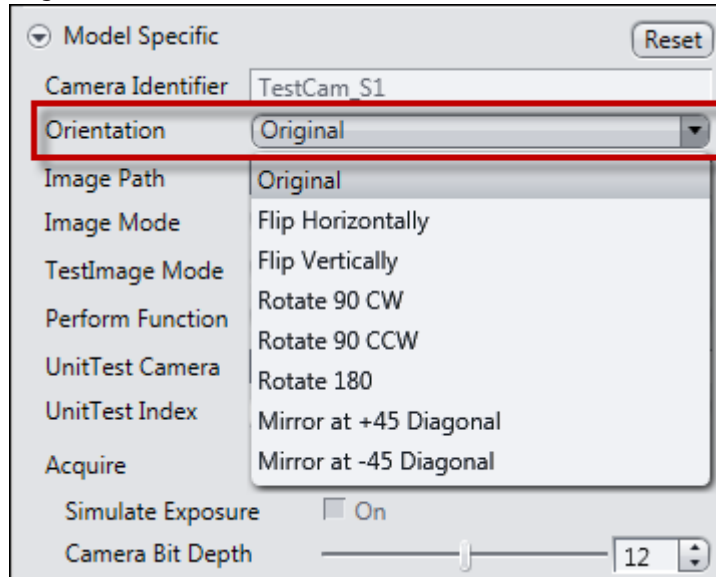 Model Specific Reset
Camera Identifier TestCam_S1
Orientation Original
Image Path Original
Image Mode Flip Horizontally
TestImage Mode Flip Vertically
Perform Function Rotate 90 CW
Rotate 90 CCW
UnitTest Camera Rotate 180
UnitTest Index Mirror at +45 Diagonal
Acquire Mirror at -45 Diagonal
Simulate Exposure On
Camera Bit Depth 12